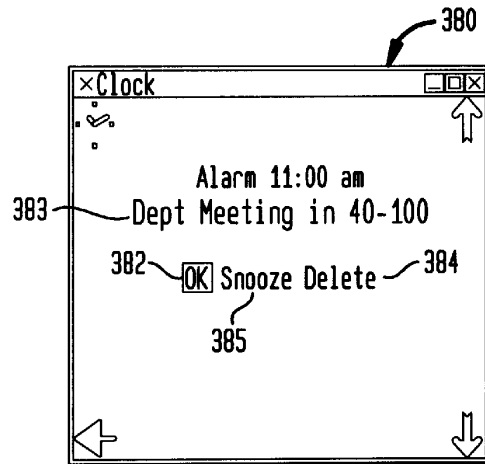 380
×Clock
Alarm 11:00 am
383 Dept Meeting in 40-100
382 OK Snooze Delete 384
385